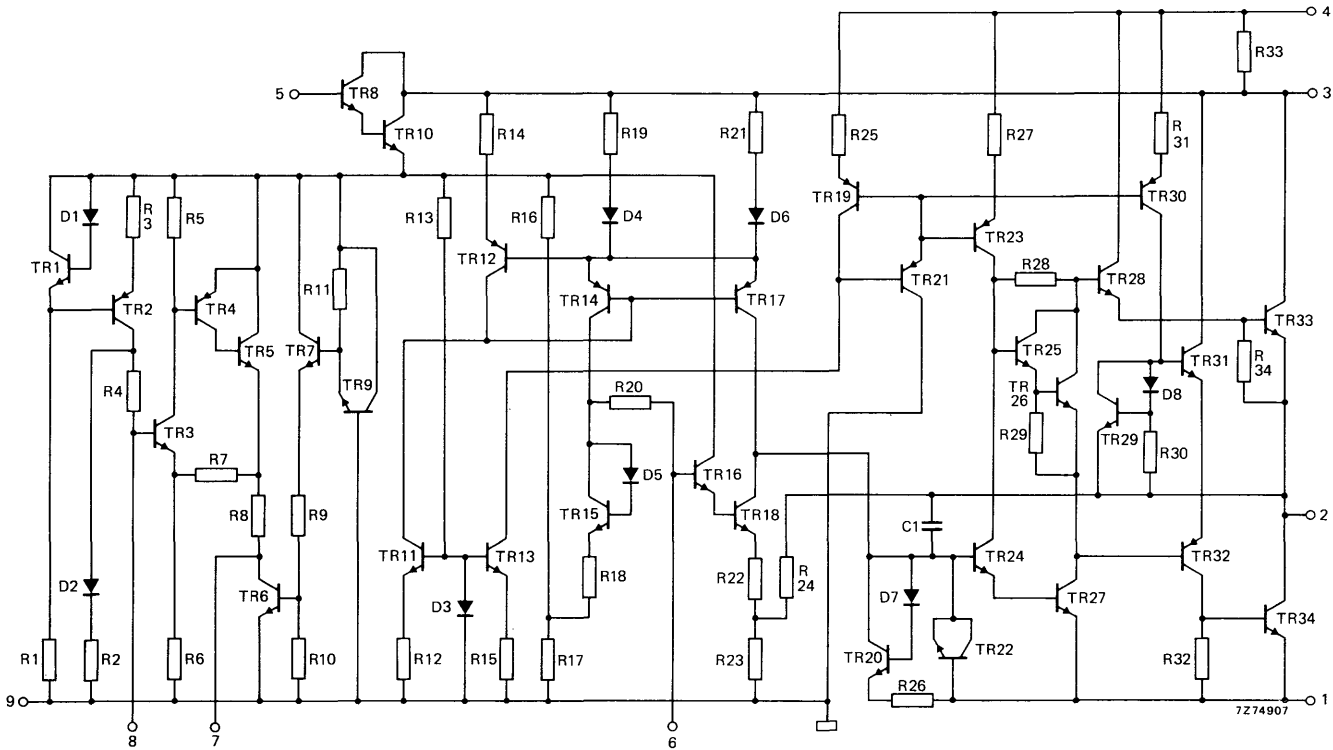 4
R33
5
TR8
3
TR10
R14
R19
R21
R25
R27
R
31
D1
R
3
R5
R13
R16
D4
D6
TR19
TR30
TR1
TR12
TR23
R28
TR28
R11
TR2
TR4
TR14
TR17
TR21
TR33
TR5
TR7
TR25
TR31
R
34
R4
TR9
R20
TR
26
D8
TR3
R29
TR29
R30
R7
D5
TR16
R8
R9
TR15
TR18
C1
2
TR11
TR13
R18
R22
R
24
TR24
TR32
D2
TR6
D3
D7
TR27
TR34
R1
R2
R6
R10
R12
R15
R17
R23
TR20
TR22
R32
R26
9
1
7Z74907
8
7
6